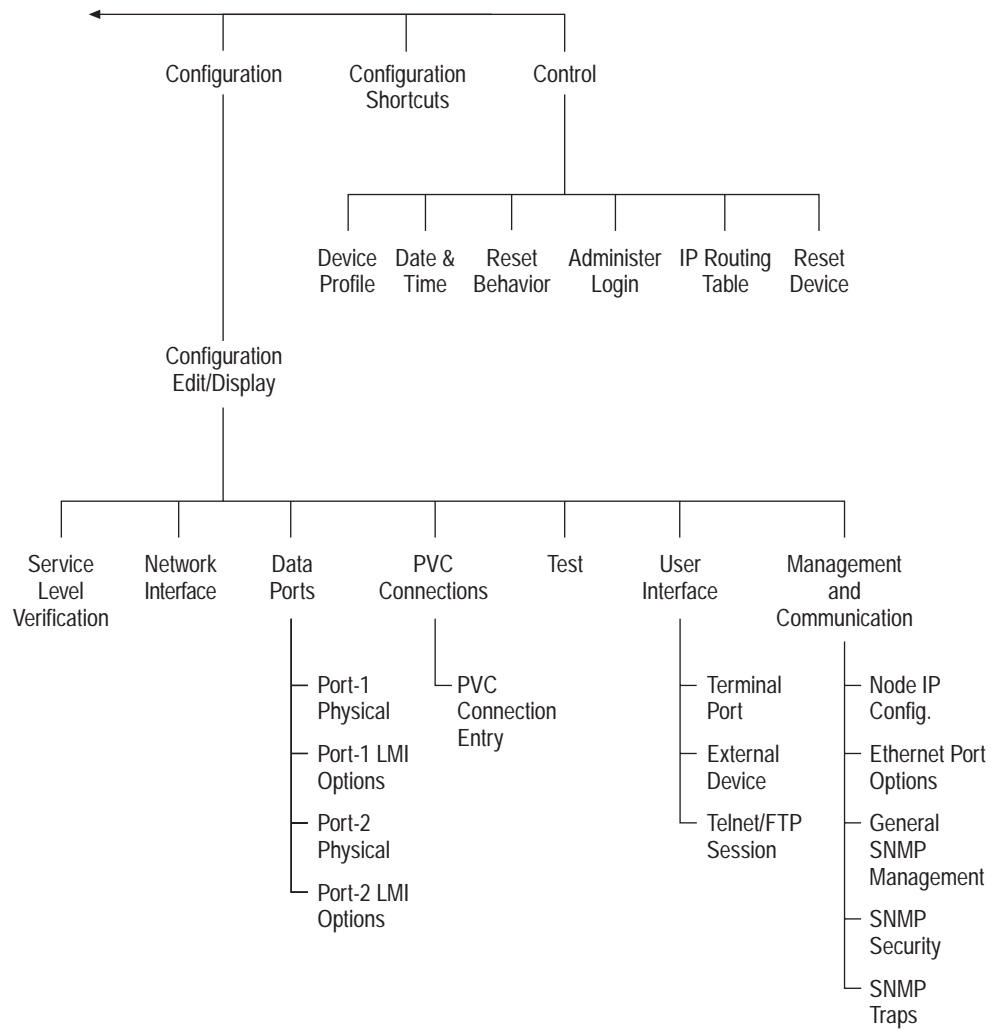 Configuration
Configuration
Shortcuts
Control
Device
Profile
Date &
Time
Reset
Behavior
Administer
Login
IP Routing
Table
Reset
Device
Configuration
Edit/Display
Service
Level
Verification
Network
Interface
Data
Ports
PVC
Connections
Test
User
Interface
Management
and
Communication
Port-1
Physical
Port-1 LMI
Options
Port-2
Physical
Port-2 LMI
Options
PVC
Connection
Entry
Terminal
Port
External
Device
Telnet/FTP
Session
Node IP
Config.
Ethernet Port
Options
General
SNMP
Management
SNMP
Security
SNMP
Traps